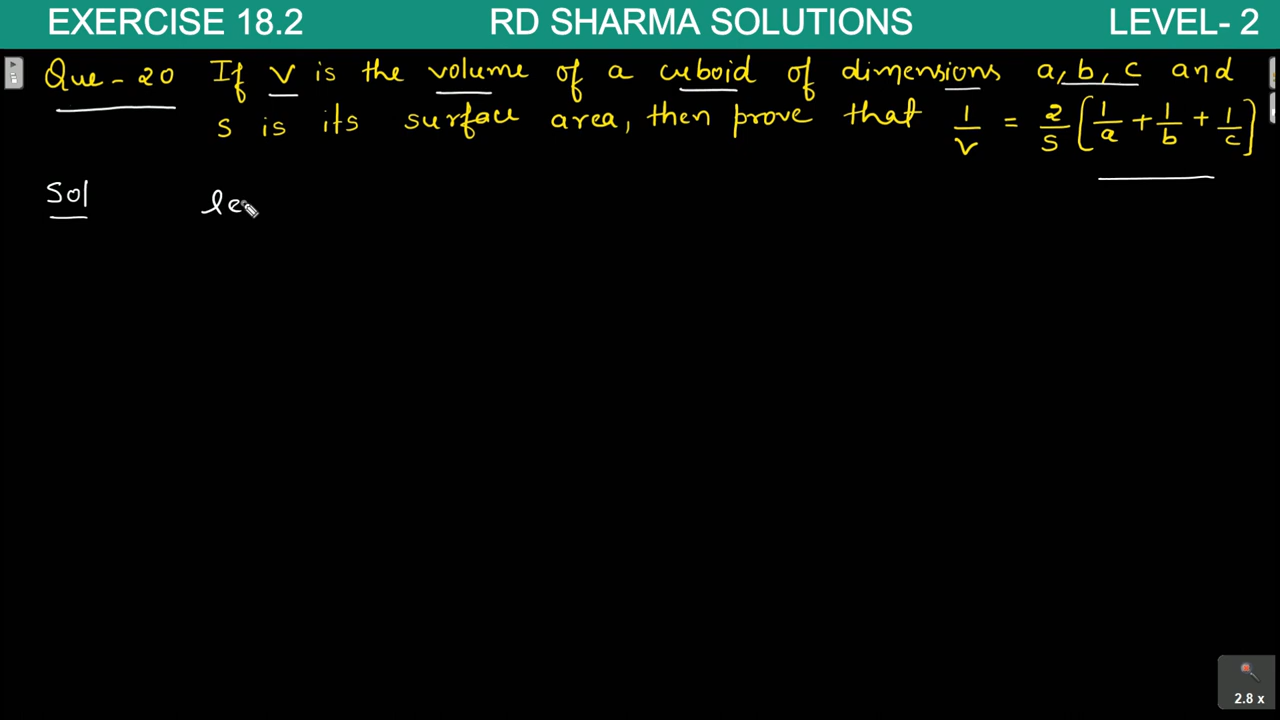 EXERCISE 18.2 RD SHARMA SOLUTIONS LEVEL- 2
Que - 20 If V is the volume of a cuboid of dimensions a, b, c and
S is its surface area, then prove that 1/V = 2/S [1/a + 1/b + 1/c]
Sol le
2.8 x